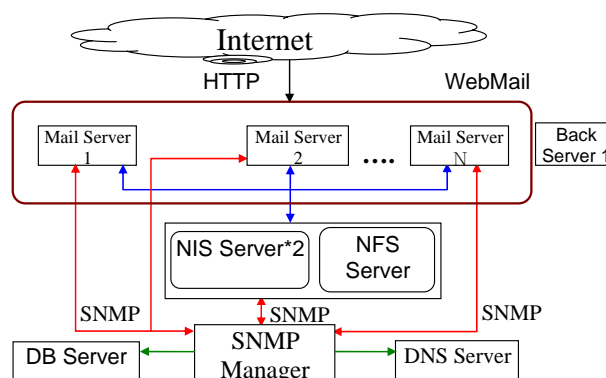 Internet
HTTP
WebMail
Mail Server
1
Mail Server
2
....
Mail Server
N
Back
Server 1
NIS Server*2
NFS
Server
SNMP
SNMP
SNMP
SNMP
Manager
DB Server
DNS Server